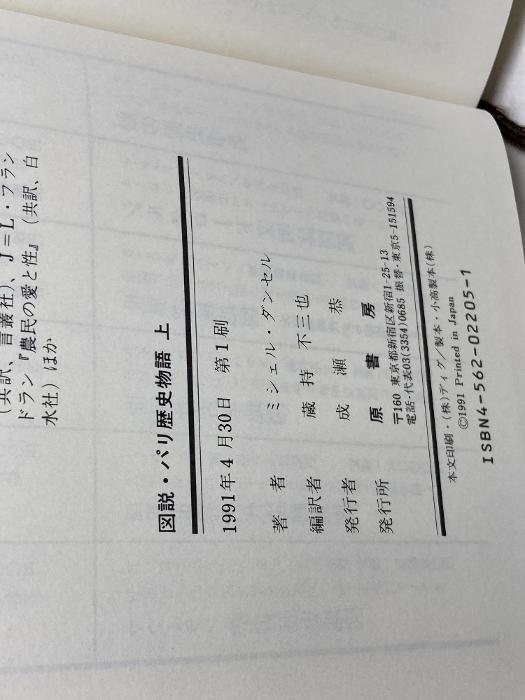 (共訳、言叢社)、J=L・フラン
ドラン『農民の愛と性』(共訳、白
水社)ほか
図説・パリ歴史物語 上
1991年4月30日 第1刷
著者 ミシェル・ダンセル
編訳者 蔵持不三也
発行者 成瀬恭
発行所 原書房
〒160 東京都新宿区新宿1-25-13
電話・代表03(3354)0685 振替・東京5-151594
本文印刷・(株)ディグ/製本・小高製本(株)
©1991 Printed in Japan
ISBN4-562-02205-1